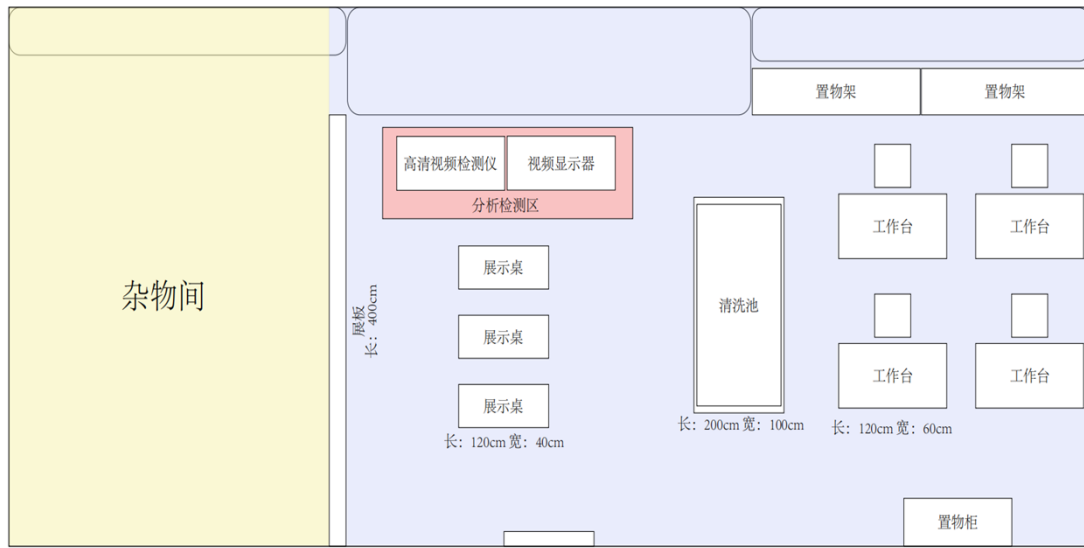 置物架
置物架
高清视频检测仪
视频显示器
分析检测区
工作台
工作台
展示桌
杂物间
展板
长：400cm
清洗池
展示桌
工作台
工作台
展示桌
长：120cm 宽：40cm
长：200cm 宽：100cm
长：120cm 宽：60cm
置物柜